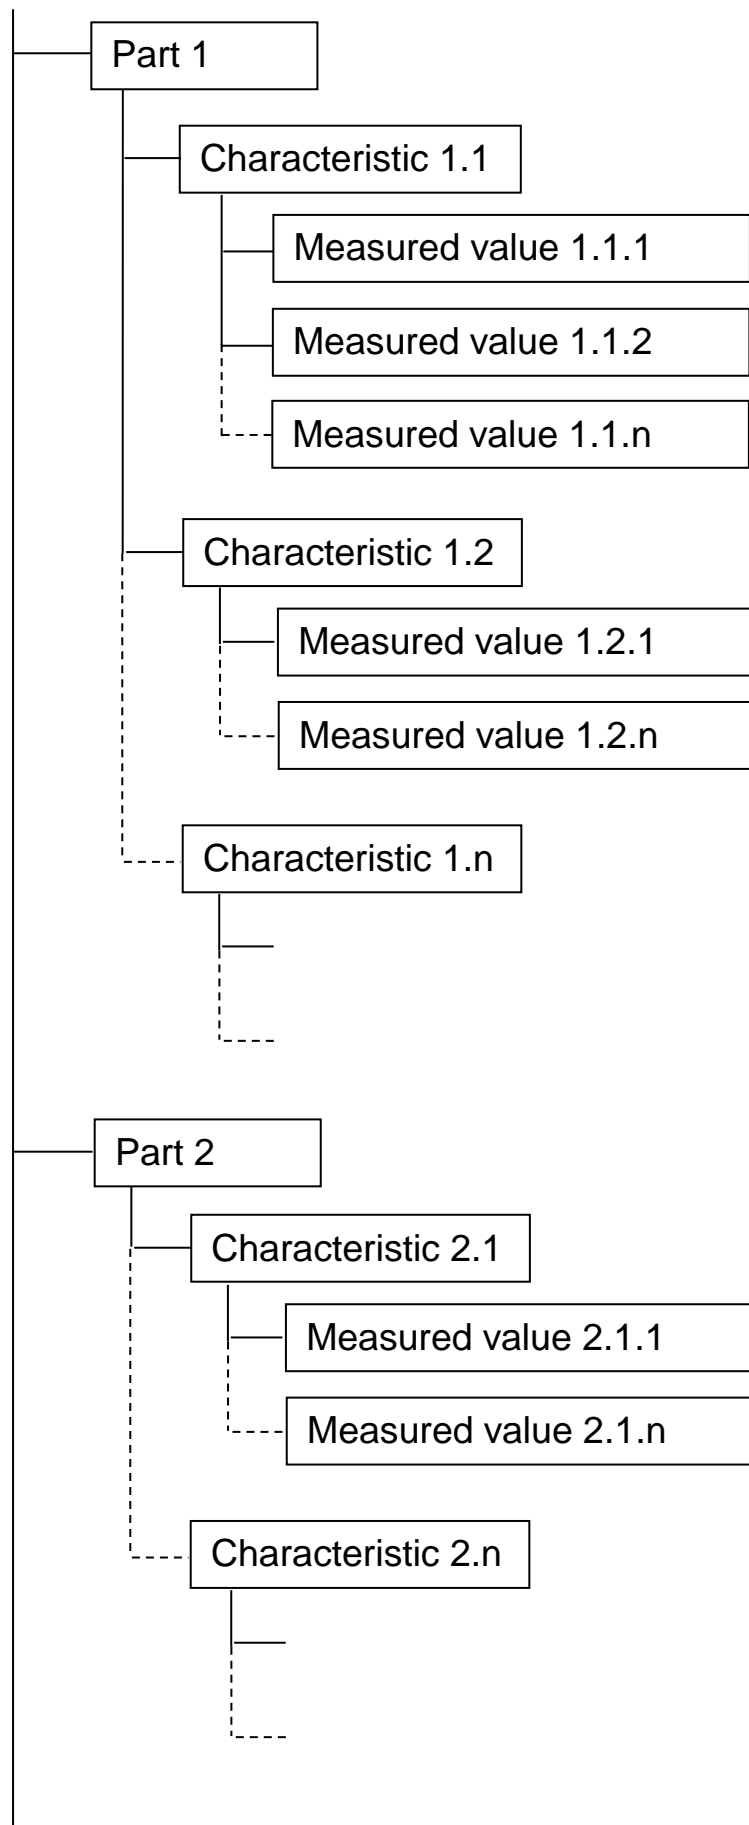 Part 1
Characteristic 1.1
Measured value 1.1.1
Measured value 1.1.2
Measured value 1.1.n
Characteristic 1.2
Measured value 1.2.1
Measured value 1.2.n
Characteristic 1.n
Part 2
Characteristic 2.1
Measured value 2.1.1
Measured value 2.1.n
Characteristic 2.n